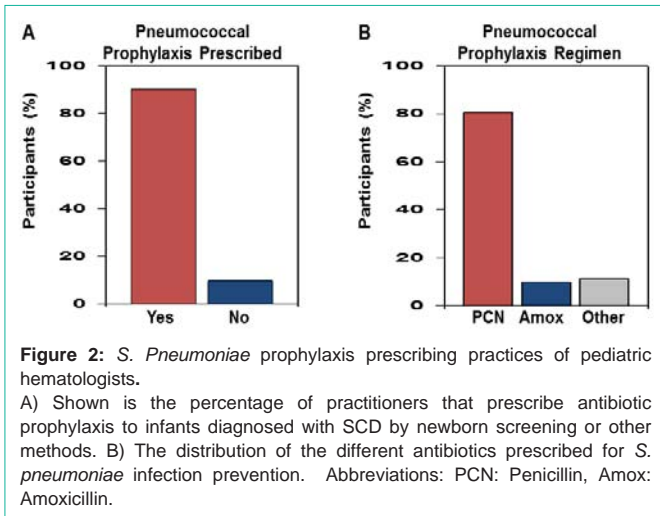 A
Pneumococcal
Prophylaxis Prescribed
100
80
60
40
20
0
Participants (%)
Yes No
B
Pneumococcal
Prophylaxis Regimen
100
80
60
40
20
0
Participants (%)
PCN Amox Other
Figure 2: S. Pneumoniae prophylaxis prescribing practices of pediatric
hematologists.
A) Shown is the percentage of practitioners that prescribe antibiotic
prophylaxis to infants diagnosed with SCD by newborn screening or other
methods. B) The distribution of the different antibiotics prescribed for S.
pneumoniae infection prevention. Abbreviations: PCN: Penicillin, Amox:
Amoxicillin.